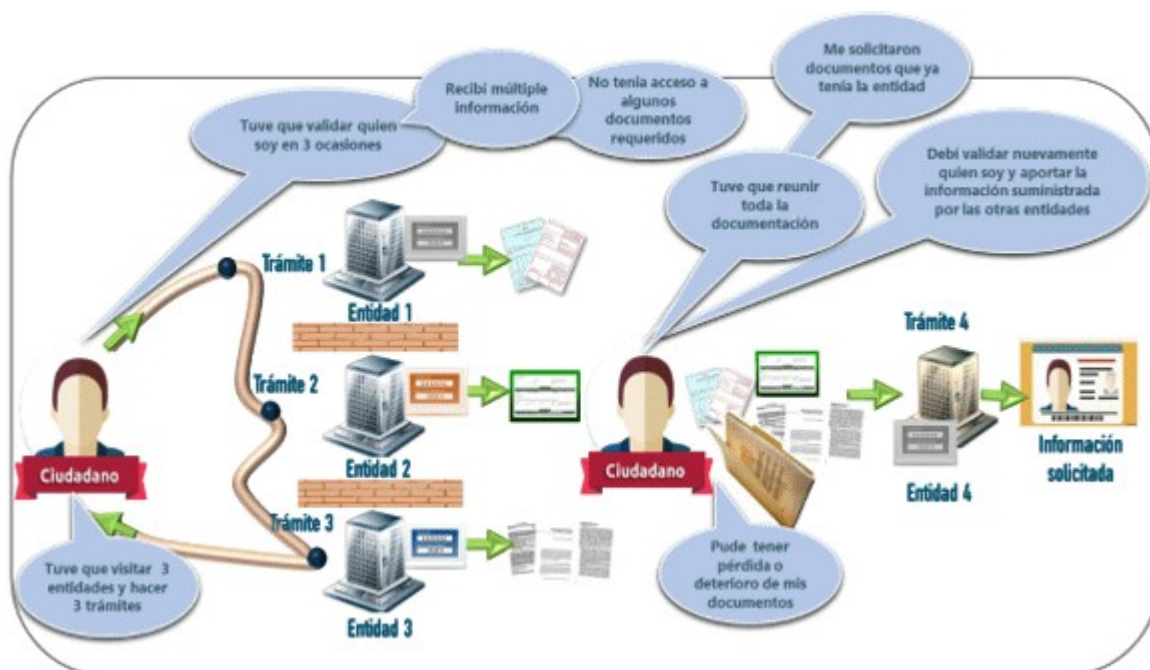 Me solicitaron
documentos que ya
tenía la entidad
Recibí múltiple
información
No tenia acceso a
algunos
documentos
requeridos
Tuve que validar quien
soy en 3 ocasiones
Debí validar nuevamente
quien soy y aportar la
información suministrada
por las otras entidades
Tuve que reunir
toda la
documentación
Trámite 1
Entidad 1
Trámite 2
Entidad 2
Trámite 3
Entidad 3
Ciudadano
Tuve que visitar 3
entidades y hacer
3 trámites
Ciudadano
Pude tener
pérdida o
deterioro de mis
documentos
Trámite 4
Entidad 4
Información
solicitada